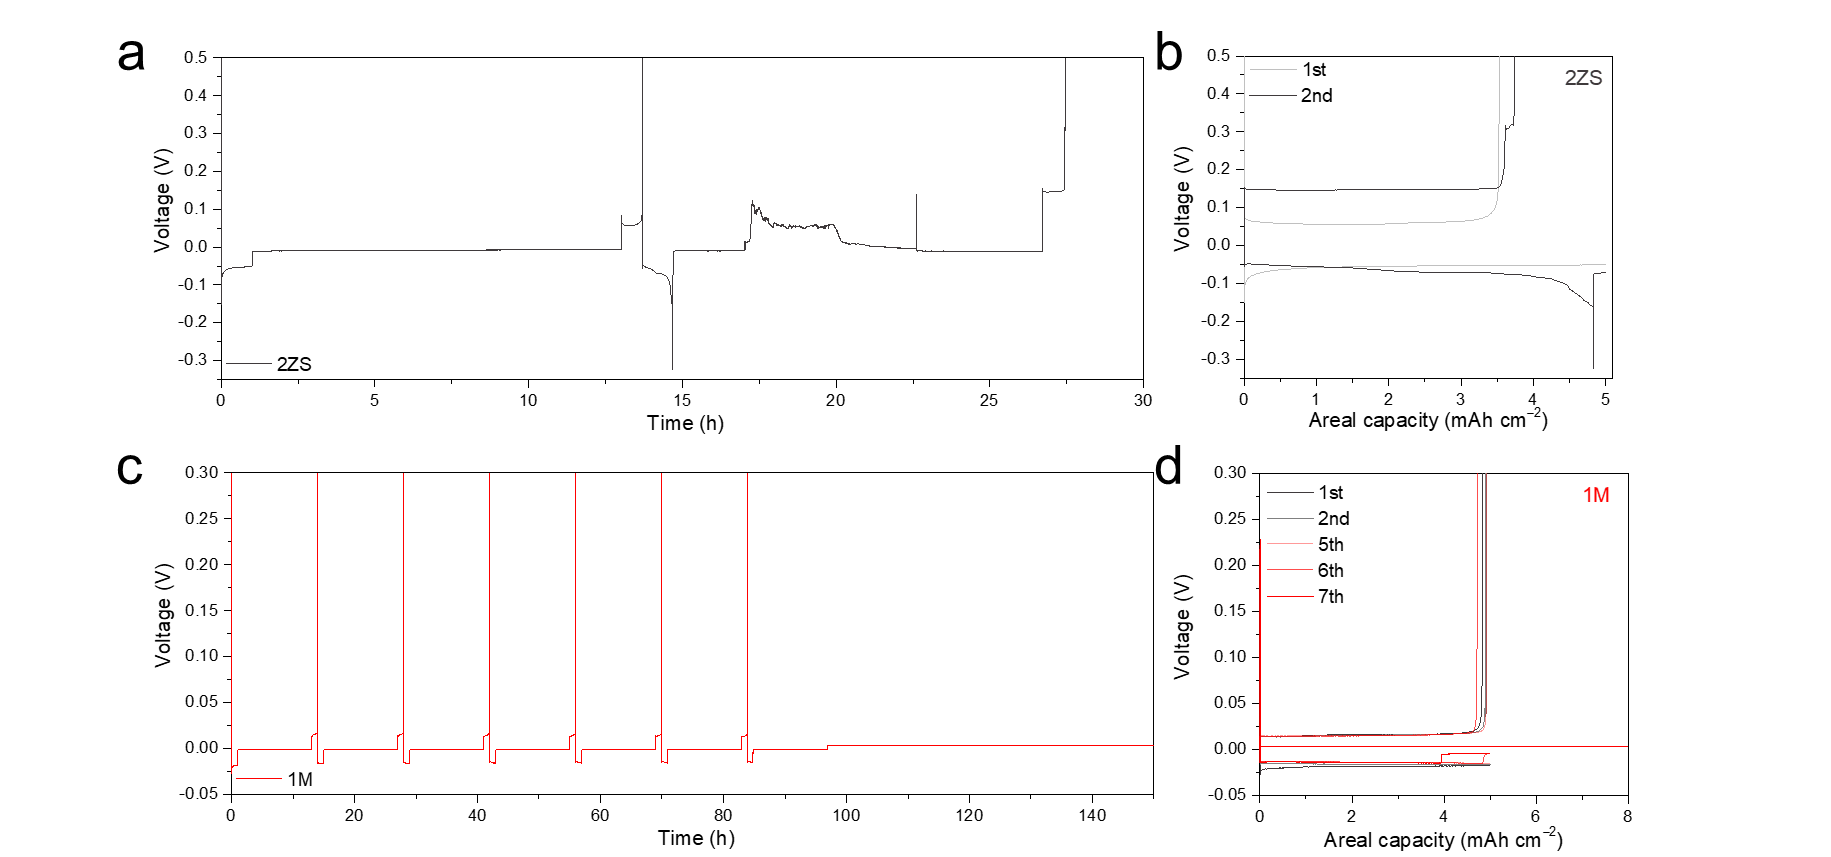 a
0.5
0.4
0.3
0.2
0.1
0.0
-0.1
-0.2
-0.3
Voltage (V)
2ZS
0
5
10
15
20
25
30
Time (h)
b
0.5
0.4
0.3
0.2
0.1
0.0
-0.1
-0.2
-0.3
Voltage (V)
1st
2nd
2ZS
0
1
2
3
4
5
Areal capacity (mAh cm⁻²)
c
0.30
0.25
0.20
0.15
0.10
0.05
0.00
-0.05
Voltage (V)
1M
0
20
40
60
80
100
120
140
Time (h)
d
0.30
0.25
0.20
0.15
0.10
0.05
0.00
-0.05
Voltage (V)
1st
2nd
5th
6th
7th
1M
0
2
4
6
8
Areal capacity (mAh cm⁻²)